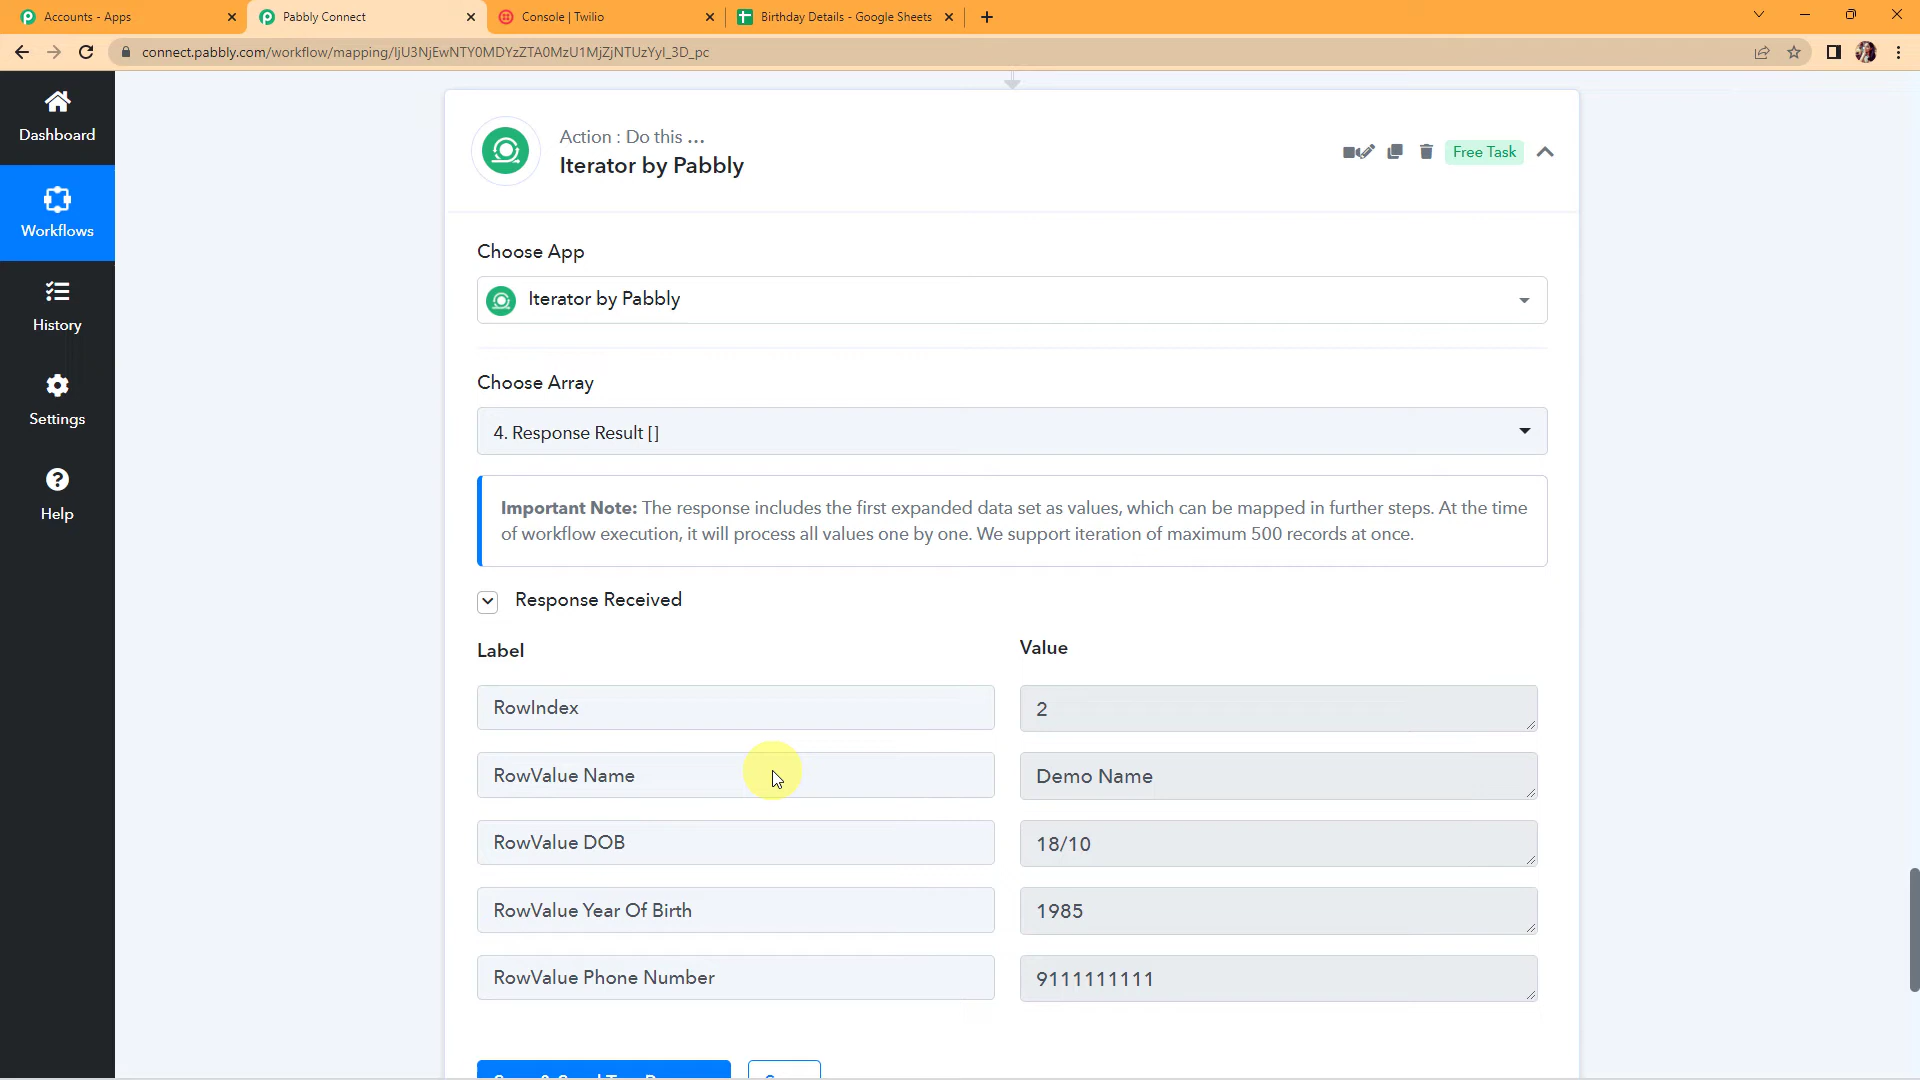 Accounts - Apps
Pabbly Connect
Console | Twilio
Birthday Details - Google Sheets
connect.pabbly.com/workflow/mapping/IjU3NjEwNTY0MDYzZTA0MzU1MjZjNTUzYyI_3D_pc
Dashboard
Workflows
History
Settings
Help
Action : Do this ...
Iterator by Pabbly
Free Task
Choose App
Iterator by Pabbly
Choose Array
4. Response Result []
Important Note: The response includes the first expanded data set as values, which can be mapped in further steps. At the time
of workflow execution, it will process all values one by one. We support iteration of maximum 500 records at once.
Response Received
Label
Value
RowIndex
2
RowValue Name
Demo Name
RowValue DOB
18/10
RowValue Year Of Birth
1985
RowValue Phone Number
9111111111